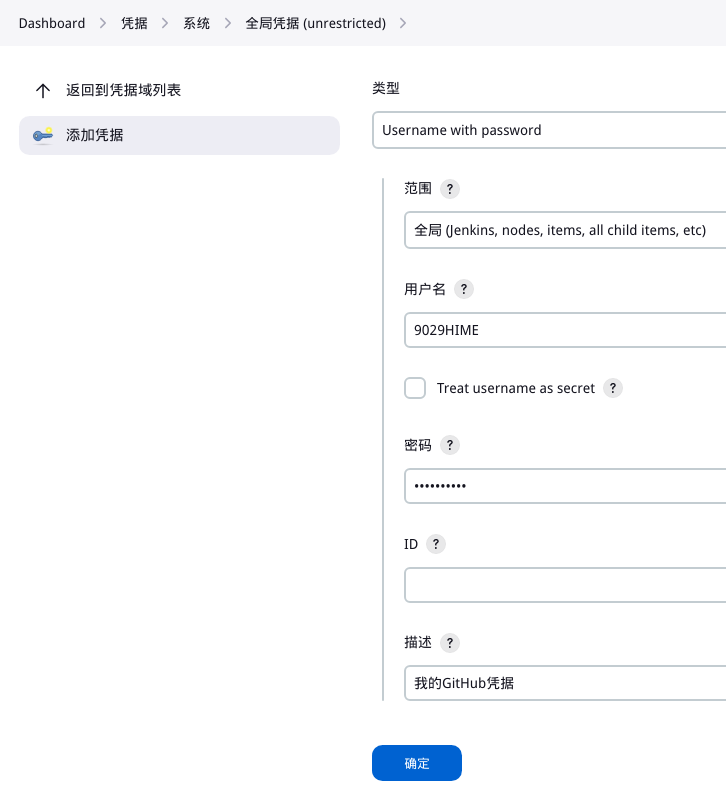 Dashboard > 凭据 > 系统 > 全局凭据 (unrestricted) >
返回到凭据域列表
添加凭据
类型
Username with password
范围 ?
全局 (Jenkins, nodes, items, all child items, etc)
用户名 ?
9029HIME
Treat username as secret ?
密码 ?
••••••••••
ID ?
描述 ?
我的GitHub凭据
确定